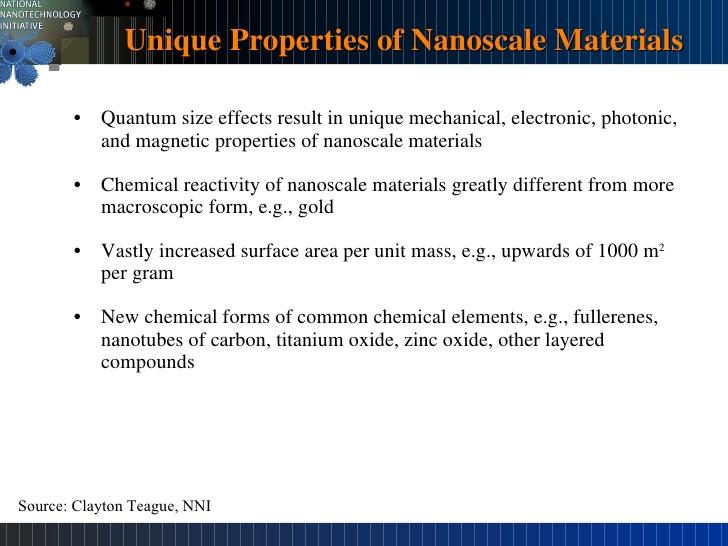 NATIONAL
NANOTECHNOLOGY
INITIATIVE
Unique Properties of Nanoscale Materials
• Quantum size effects result in unique mechanical, electronic, photonic,
and magnetic properties of nanoscale materials
• Chemical reactivity of nanoscale materials greatly different from more
macroscopic form, e.g., gold
• Vastly increased surface area per unit mass, e.g., upwards of 1000 m²
per gram
• New chemical forms of common chemical elements, e.g., fullerenes,
nanotubes of carbon, titanium oxide, zinc oxide, other layered
compounds
Source: Clayton Teague, NNI